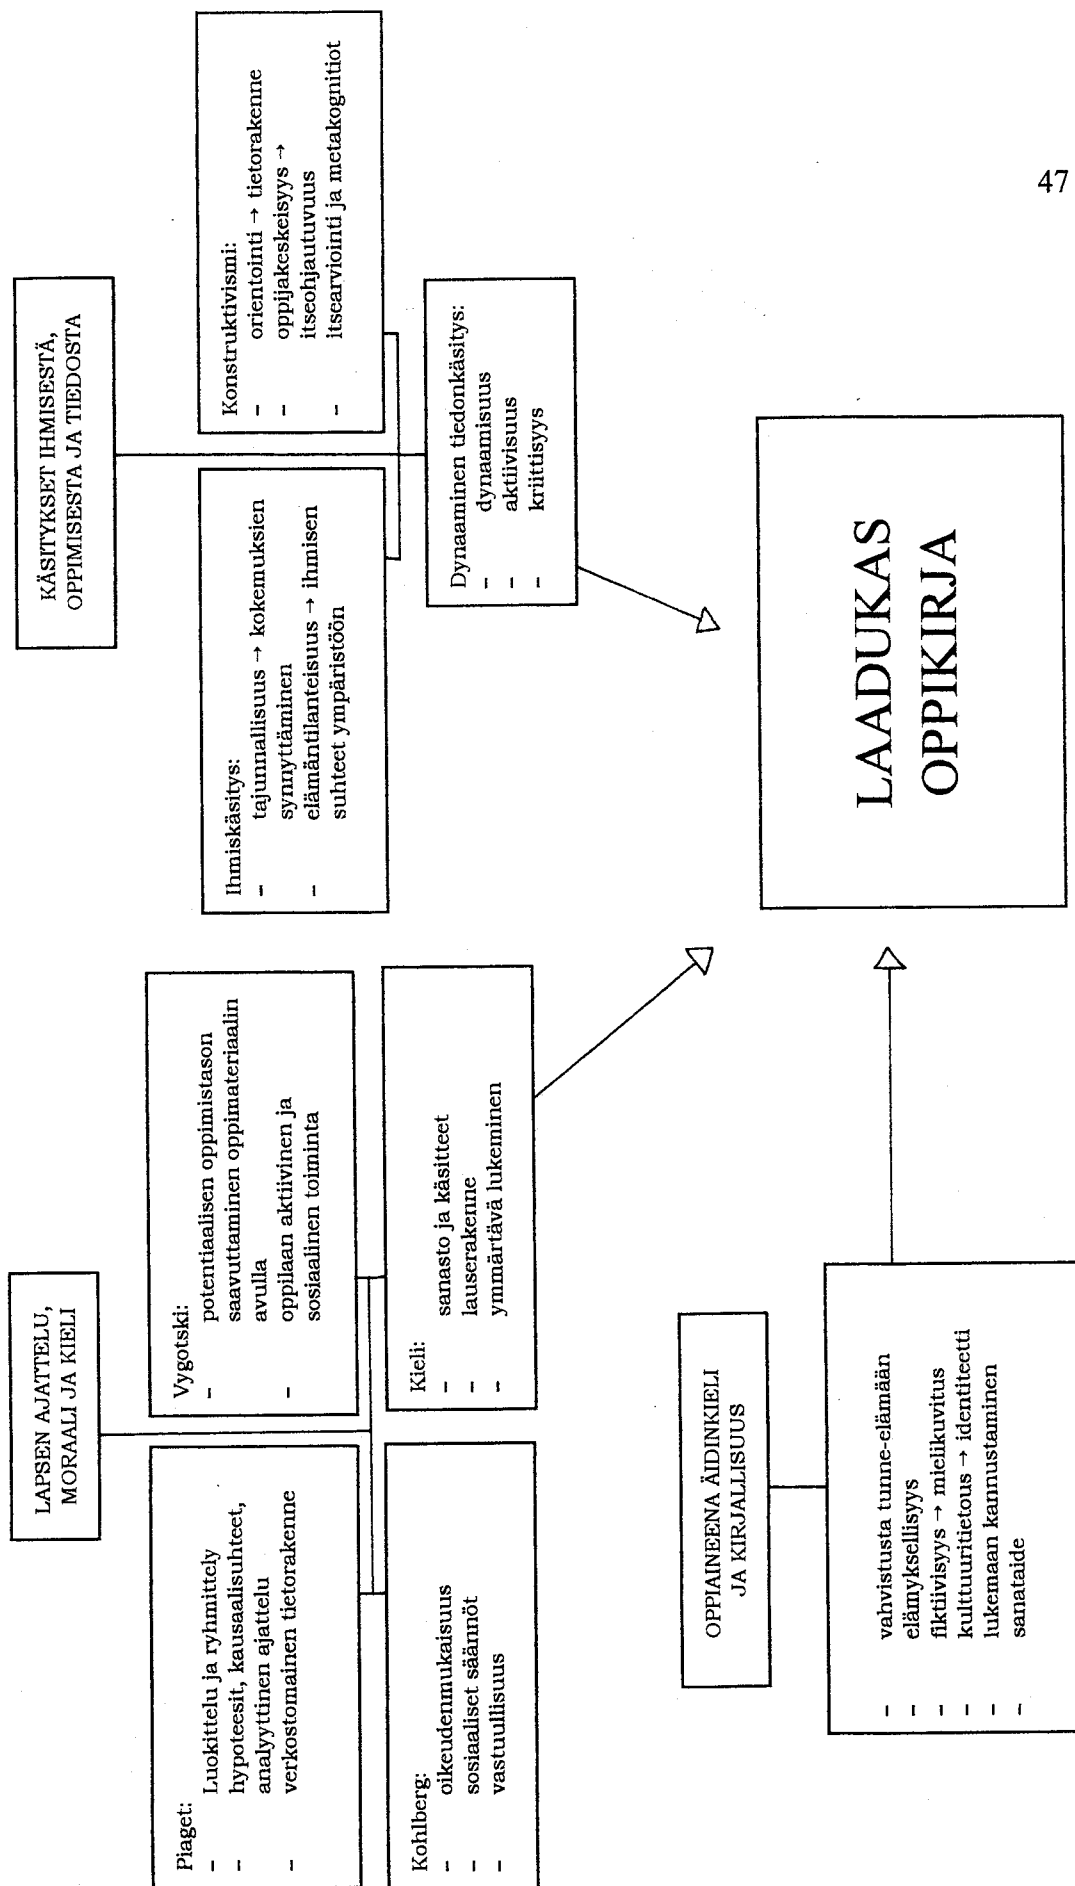 47
LAPSEN AJATTELU,
MORAALI JA KIELI
Piaget:
- Luokittelu ja ryhmittely
- hypoteesit, kausaalisuhteet,
analyyttinen ajattelu
- verkostomainen tietorakenne
Vygotski:
- potentiaalisen oppimistason
saavuttaminen oppimateriaalin
avulla
- oppilaan aktiivinen ja
sosiaalinen toiminta
Kohlberg:
- oikeudenmukaisuus
- sosiaaliset säännöt
- vastuullisuus
Kieli:
- sanasto ja käsitteet
- lauserakenne
- ymmärtävä lukeminen
KÄSITYKSET IHMISESTÄ,
OPPIMISESTA JA TIEDOSTA
Ihmiskäsitys:
- tajunnallisuus → kokemuksien
synnyttäminen
- elämäntilanteisuus → ihmisen
suhteet ympäristöön
Konstruktivismi:
- orientointi → tietorakenne
- oppijakeskeisyys →
itseohjautuvuus
- itsearviointi ja metakognitiot
Dynaaminen tiedonkäsitys:
- dynaamisuus
- aktiivisuus
- kriittisyys
OPPIAINEENA ÄIDINKIELI
JA KIRJALLISUUS
- vahvistusta tunne-elämään
- elämyksellisyys
- fiktiivisyys → mielikuvitus
- kulttuuritietous → identiteetti
- lukemaan kannustaminen
- sanataide
LAADUKAS
OPPIKIRJA